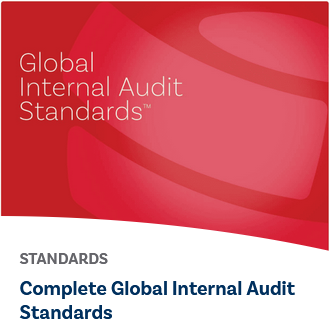 Global
Internal Audit
Standards™
STANDARDS
Complete Global Internal Audit
Standards